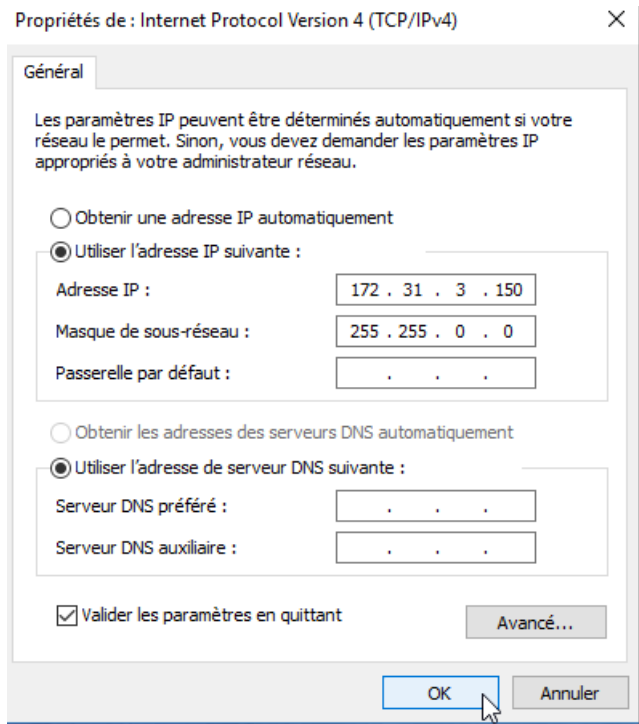 Propriétés de : Internet Protocol Version 4 (TCP/IPv4)
Général
Les paramètres IP peuvent être déterminés automatiquement si votre
réseau le permet. Sinon, vous devez demander les paramètres IP
appropriés à votre administrateur réseau.
Obtenir une adresse IP automatiquement
Utiliser l'adresse IP suivante :
Adresse IP : 172 . 31 . 3 . 150
Masque de sous-réseau : 255 . 255 . 0 . 0
Passerelle par défaut : . . .
Obtenir les adresses des serveurs DNS automatiquement
Utiliser l'adresse de serveur DNS suivante :
Serveur DNS préféré : . . .
Serveur DNS auxiliaire : . . .
Valider les paramètres en quittant Avancé...
OK Annuler